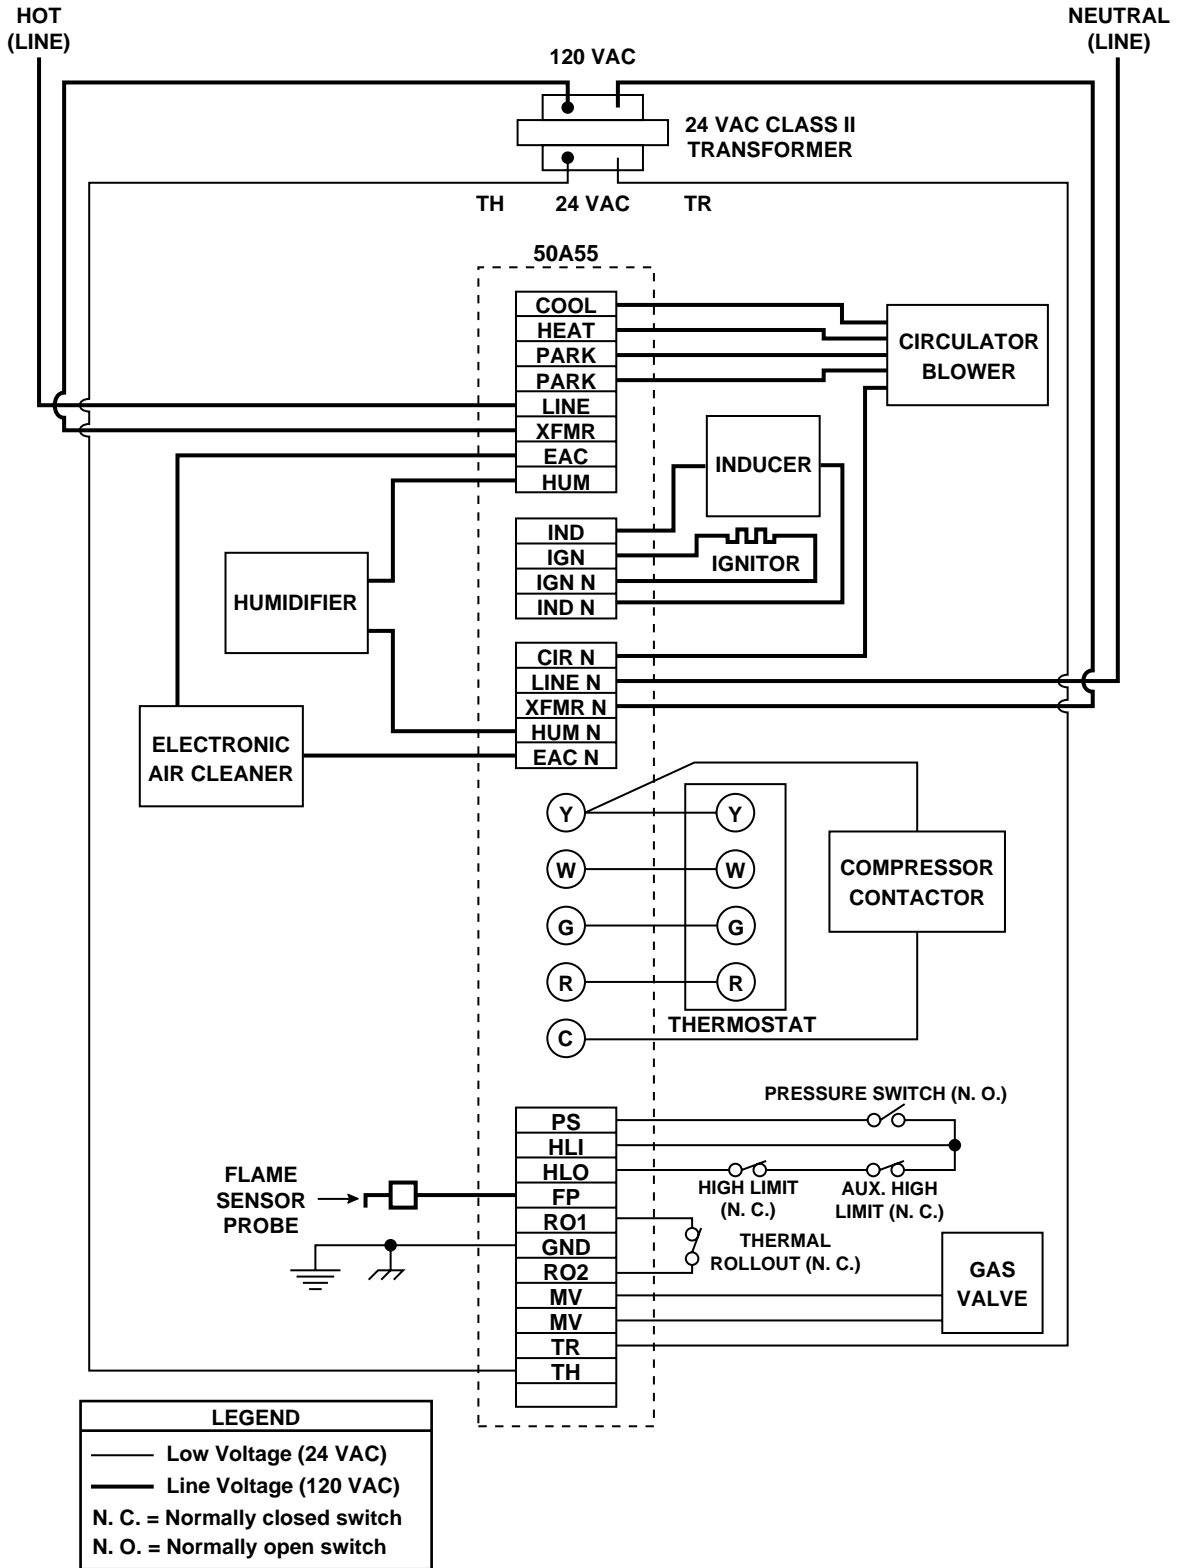 HOT
(LINE)
NEUTRAL
(LINE)
120 VAC
24 VAC CLASS II
TRANSFORMER
TH 24 VAC TR
50A55
COOL
HEAT
PARK
PARK
LINE
XFMR
EAC
HUM
CIRCULATOR
BLOWER
INDUCER
IND
IGN
IGN N
IND N
IGNITOR
HUMIDIFIER
CIR N
LINE N
XFMR N
HUM N
EAC N
ELECTRONIC
AIR CLEANER
Y Y
W W
G G
R R
C
THERMOSTAT
COMPRESSOR
CONTACTOR
PRESSURE SWITCH (N. O.)
PS
HLI
HLO
FP
RO1
GND
RO2
MV
MV
TR
TH
HIGH LIMIT
(N. C.)
AUX. HIGH
LIMIT (N. C.)
FLAME
SENSOR
PROBE
THERMAL
ROLLOUT (N. C.)
GAS
VALVE
LEGEND
Low Voltage (24 VAC)
Line Voltage (120 VAC)
N. C. = Normally closed switch
N. O. = Normally open switch